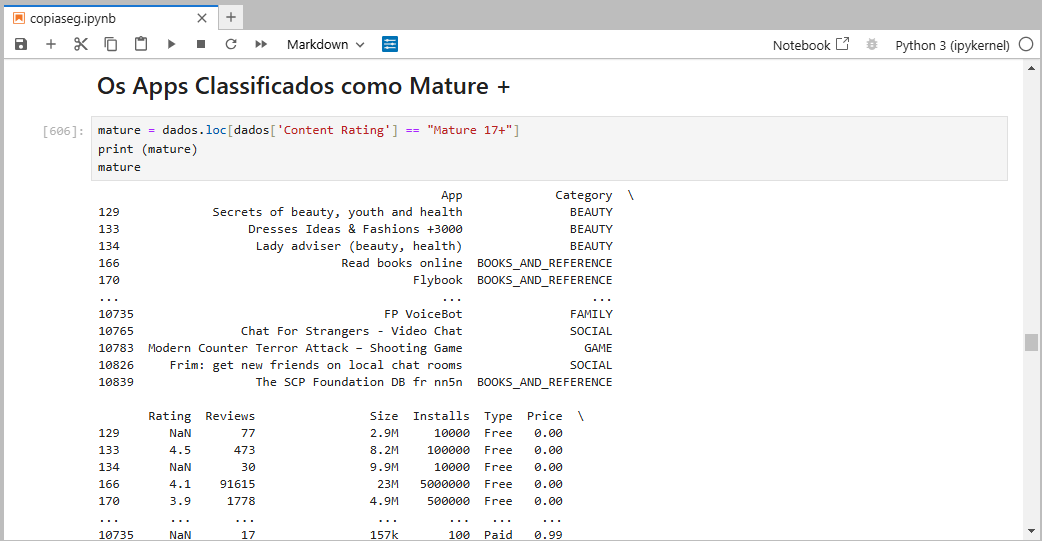 copiaseg.ipynb
Markdown Notebook Python 3 (ipykernel)
Os Apps Classificados como Mature +
[606]: mature = dados.loc[dados['Content Rating'] == "Mature 17+"]
print (mature)
mature
App Category \
129 Secrets of beauty, youth and health BEAUTY
133 Dresses Ideas & Fashions +3000 BEAUTY
134 Lady adviser (beauty, health) BEAUTY
166 Read books online BOOKS_AND_REFERENCE
170 Flybook BOOKS_AND_REFERENCE
... ... ...
10735 FP VoiceBot FAMILY
10765 Chat For Strangers - Video Chat SOCIAL
10783 Modern Counter Terror Attack – Shooting Game GAME
10826 Frim: get new friends on local chat rooms SOCIAL
10839 The SCP Foundation DB fr nn5n BOOKS_AND_REFERENCE
Rating Reviews Size Installs Type Price \
129 NaN 77 2.9M 10000 Free 0.00
133 4.5 473 8.2M 100000 Free 0.00
134 NaN 30 9.9M 10000 Free 0.00
166 4.1 91615 23M 5000000 Free 0.00
170 3.9 1778 4.9M 500000 Free 0.00
... ... ... ... ... ... ...
10735 NaN 17 157k 100 Paid 0.99